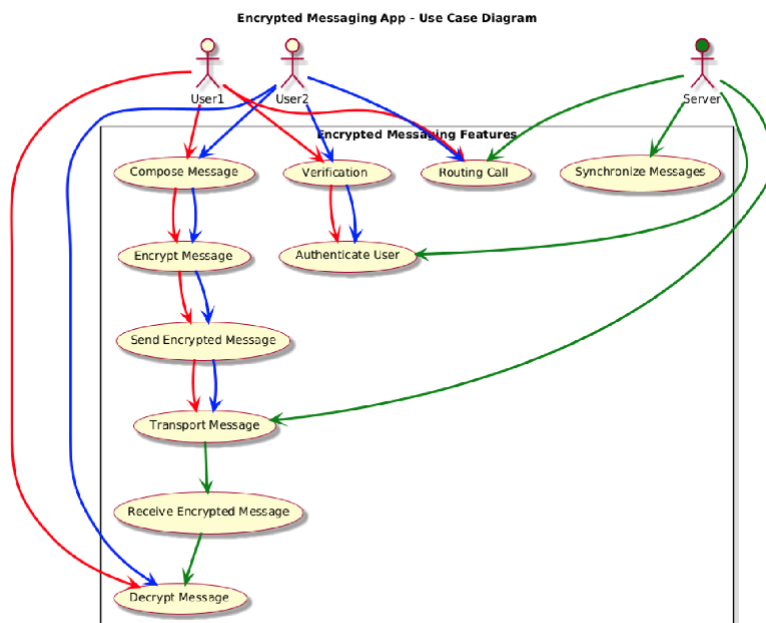 Encrypted Messaging App - Use Case Diagram
User1
User2
Server
Encrypted Messaging Features
Compose Message
Verification
Routing Call
Synchronize Messages
Encrypt Message
Authenticate User
Send Encrypted Message
Transport Message
Receive Encrypted Message
Decrypt Message